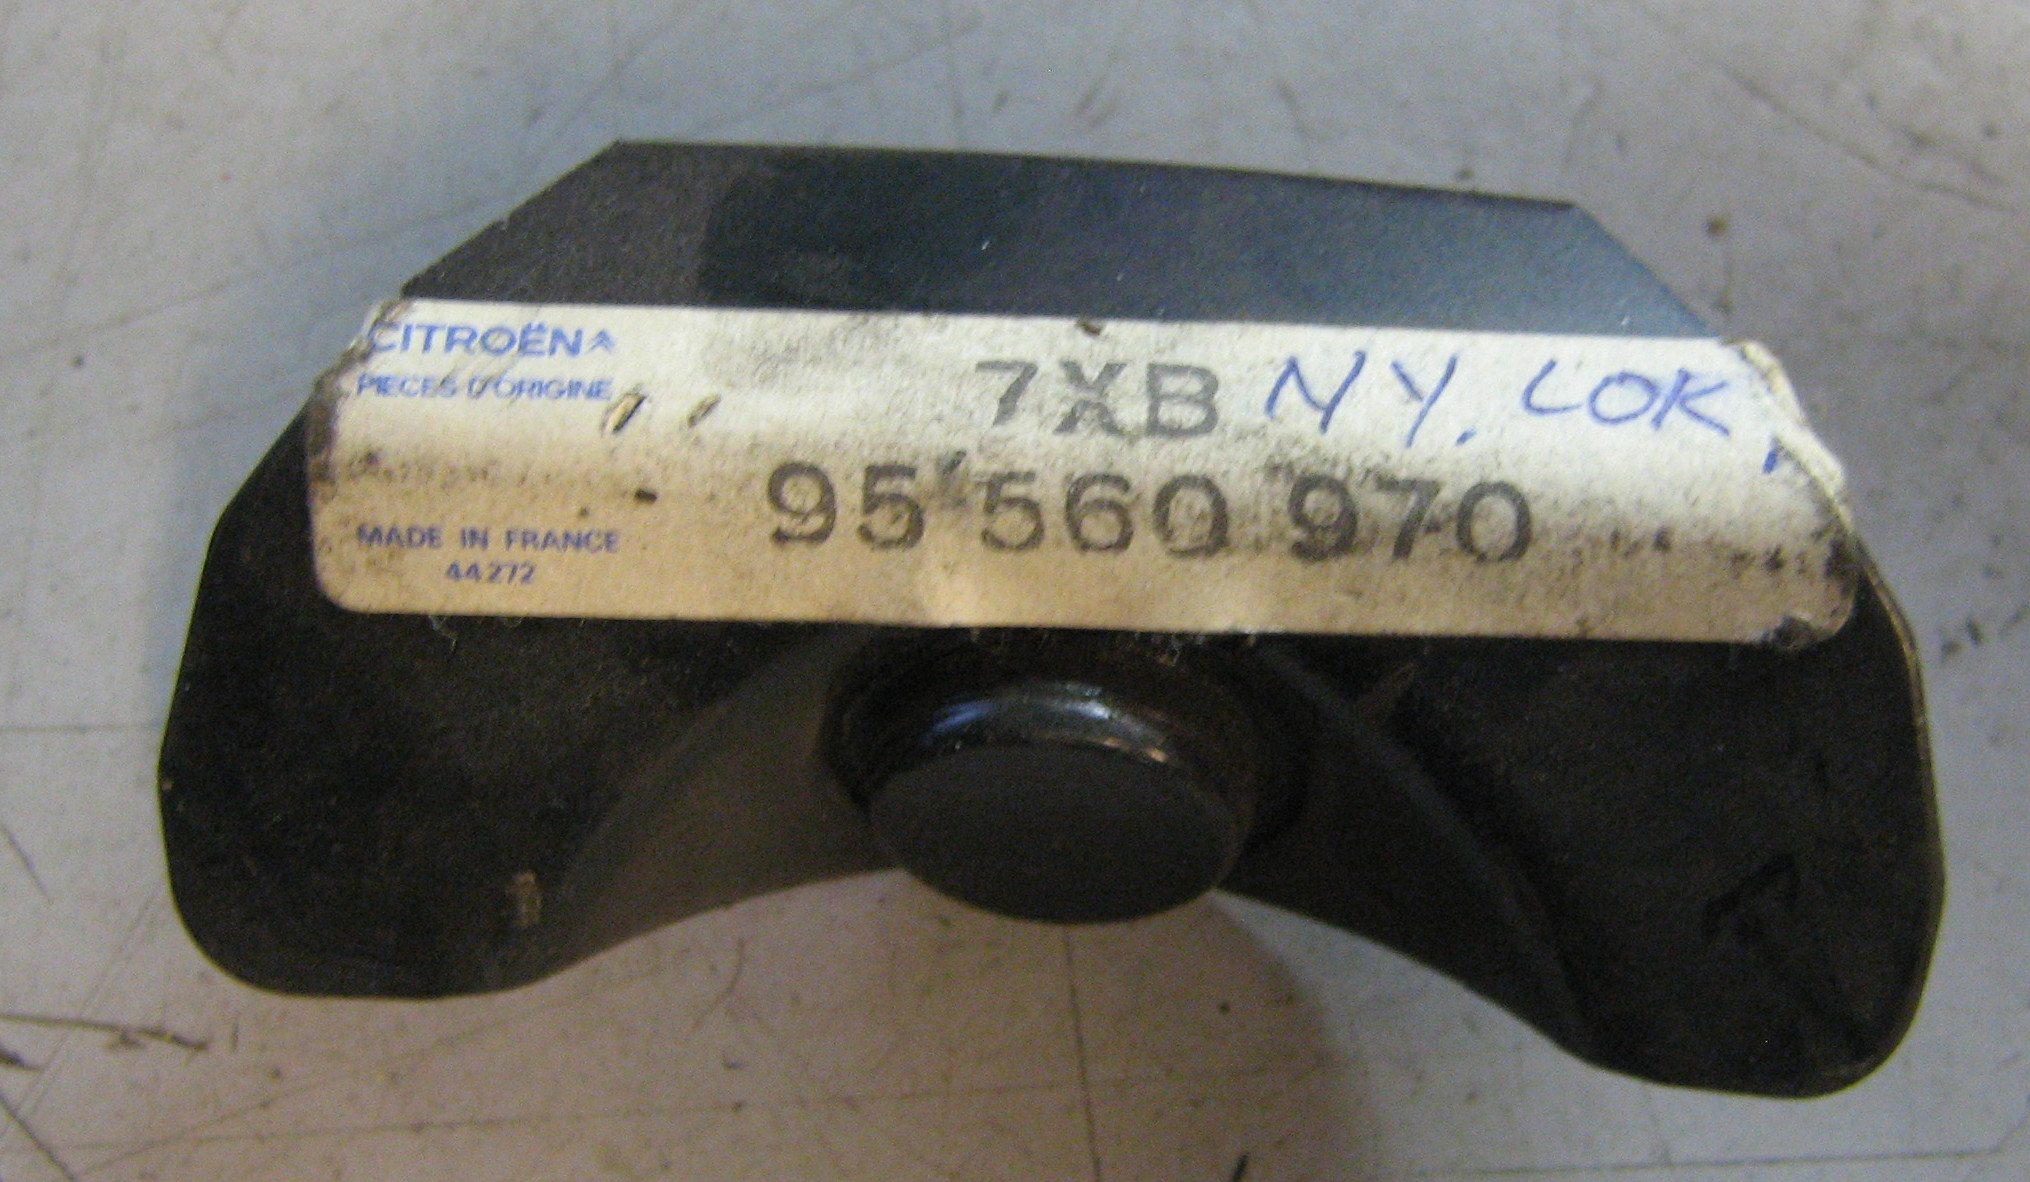 CITROËN
PIECES D'ORIGINE
7XB NY. LOK,
95 560 970
MADE IN FRANCE
44272